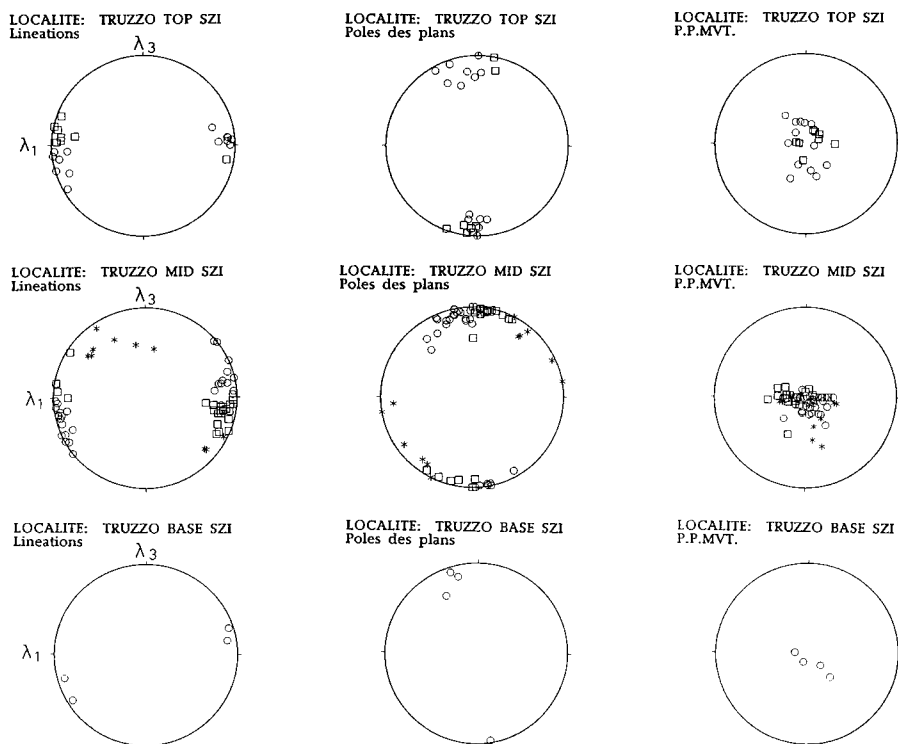 LOCALITE: TRUZZO TOP SZI
Lineations
λ3
λ1
LOCALITE: TRUZZO TOP SZI
Poles des plans
LOCALITE: TRUZZO TOP SZI
P.P.MVT.
LOCALITE: TRUZZO MID SZI
Lineations
λ3
λ1
LOCALITE: TRUZZO MID SZI
Poles des plans
LOCALITE: TRUZZO MID SZI
P.P.MVT.
LOCALITE: TRUZZO BASE SZI
Lineations
λ3
λ1
LOCALITE: TRUZZO BASE SZI
Poles des plans
LOCALITE: TRUZZO BASE SZI
P.P.MVT.